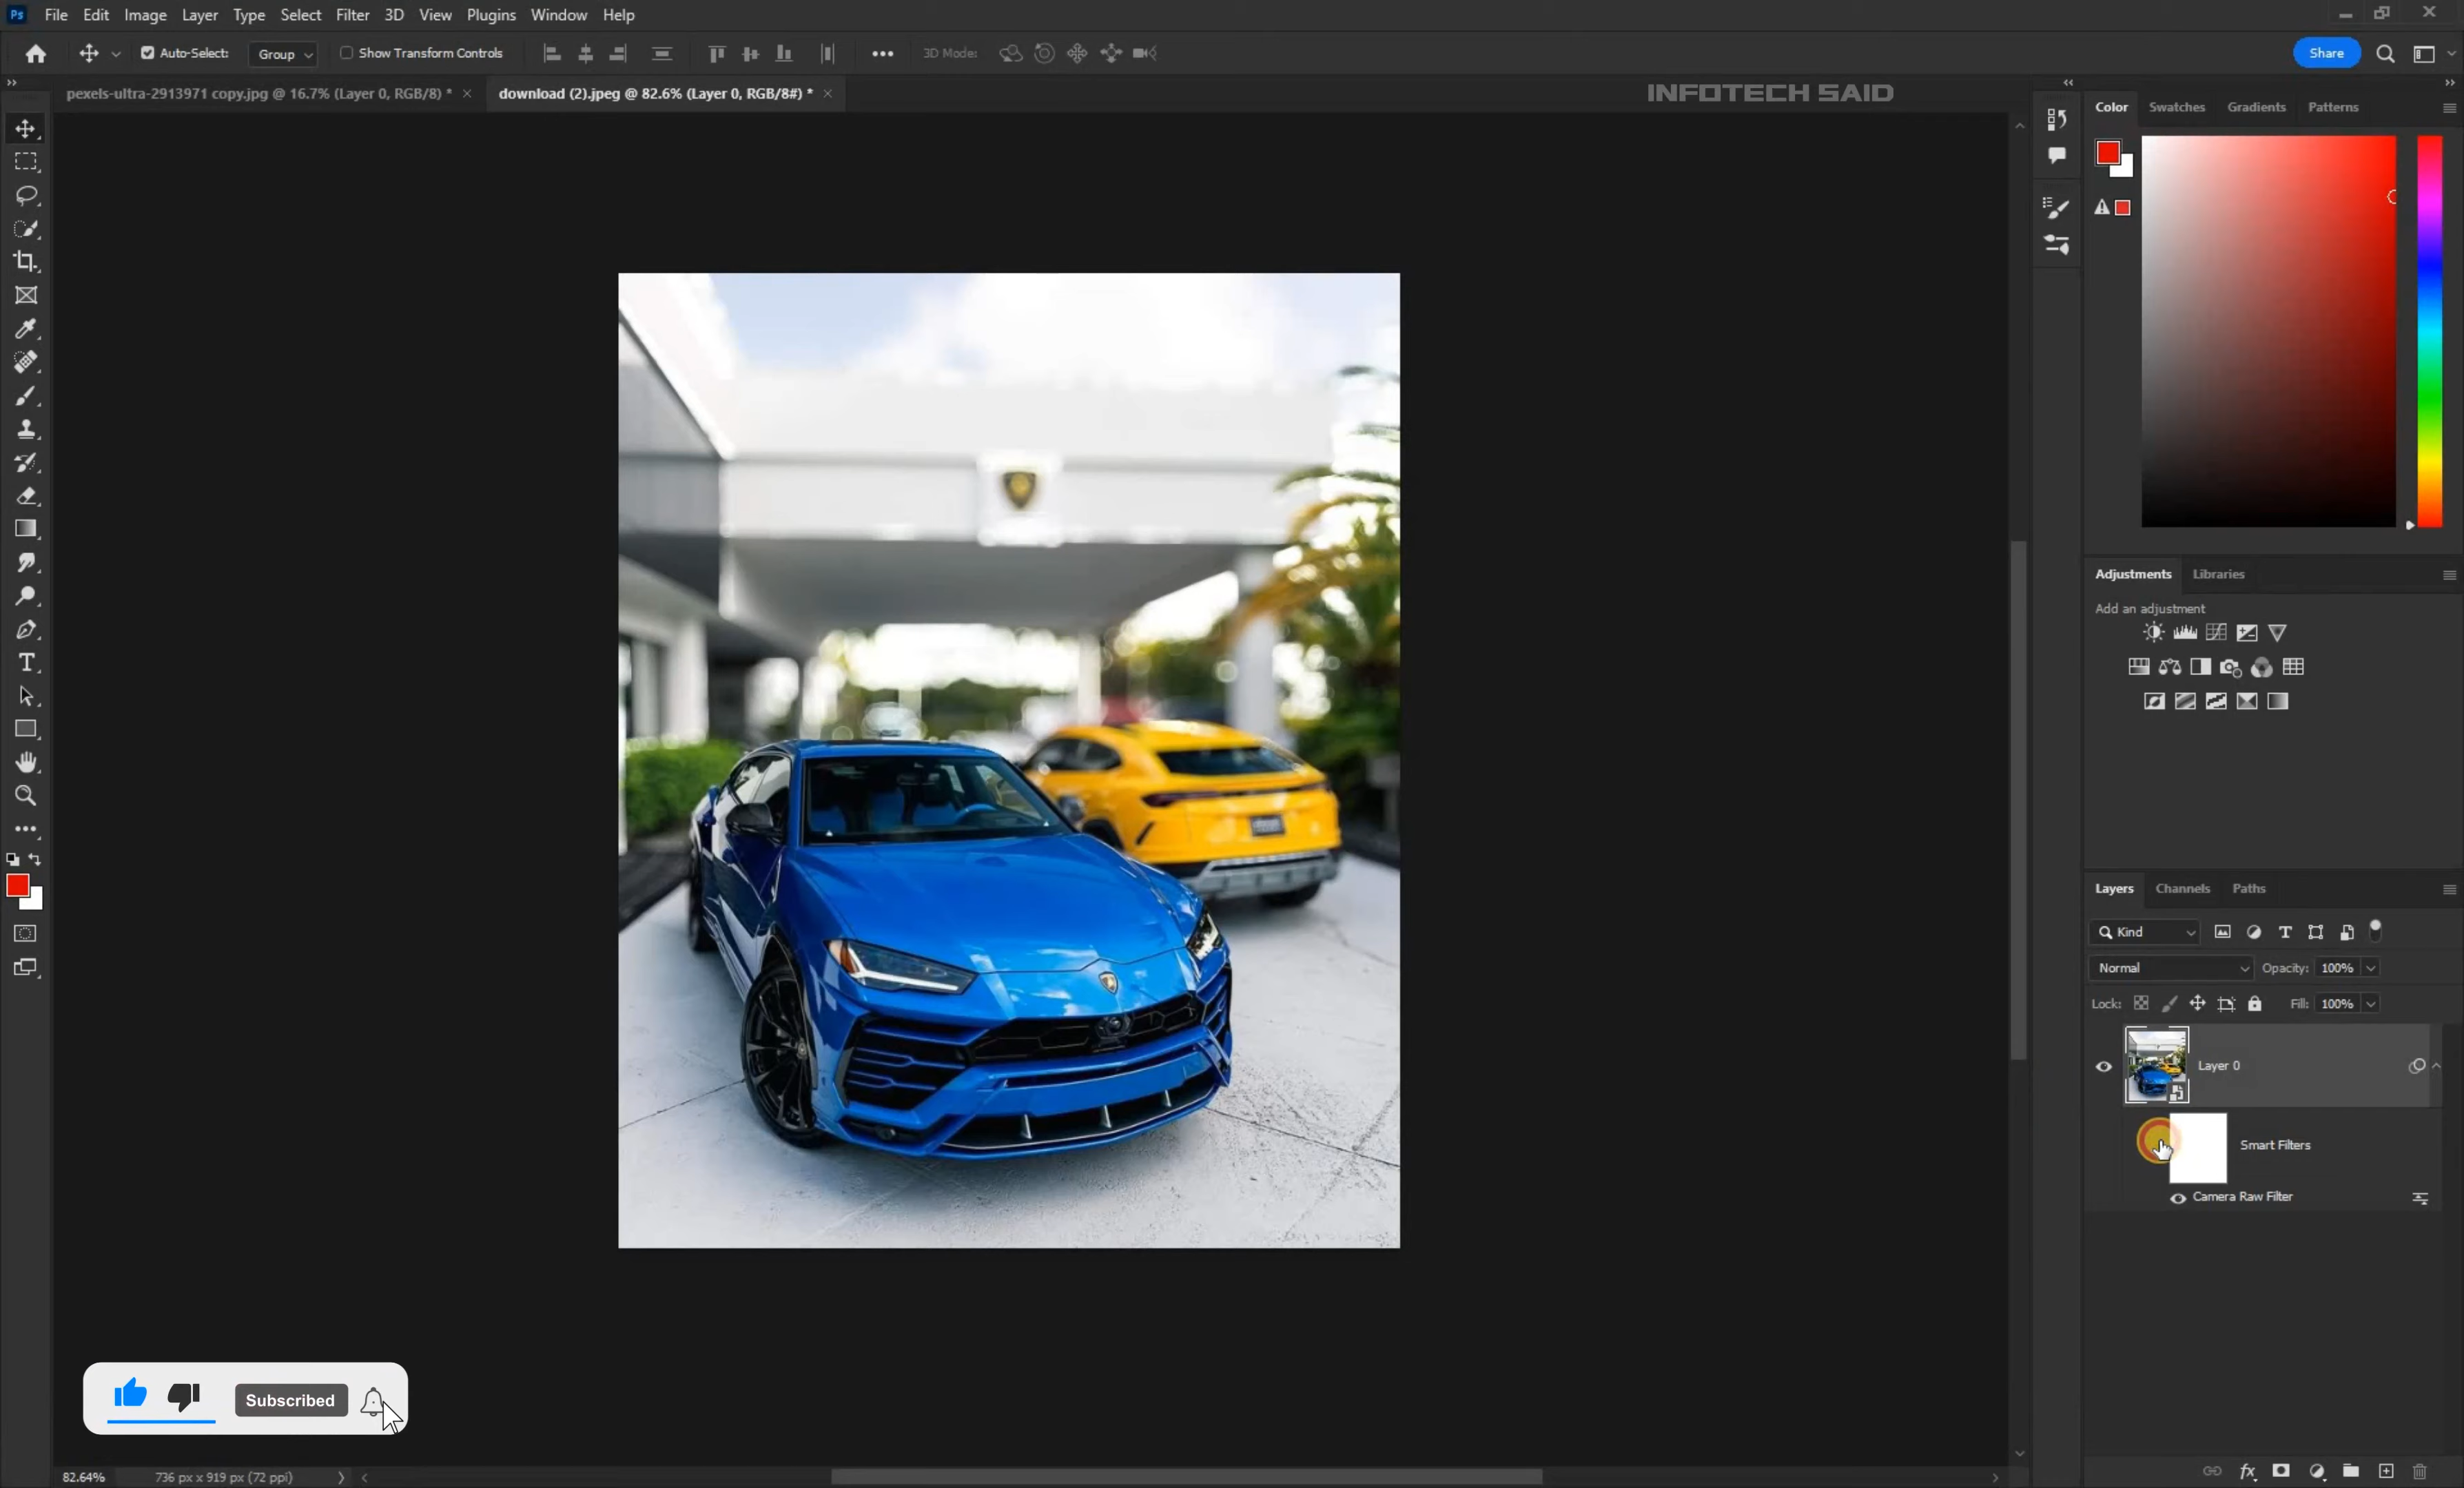 Ps File Edit Image Layer Type Select Filter 3D View Plugins Window Help
Auto-Select: Group Show Transform Controls 3D Mode: Share
pexels-ultra-2913971 copy.jpg @ 16.7% (Layer 0, RGB/8) * download (2).jpeg @ 82.6% (Layer 0, RGB/8#) *
INFOTECH SAID
Color Swatches Gradients Patterns
Adjustments Libraries
Add an adjustment
Layers Channels Paths
Kind
Normal Opacity: 100%
Lock: Fill: 100%
Layer 0
Smart Filters
Camera Raw Filter
Subscribed
82.64% 736 px x 919 px (72 ppi)